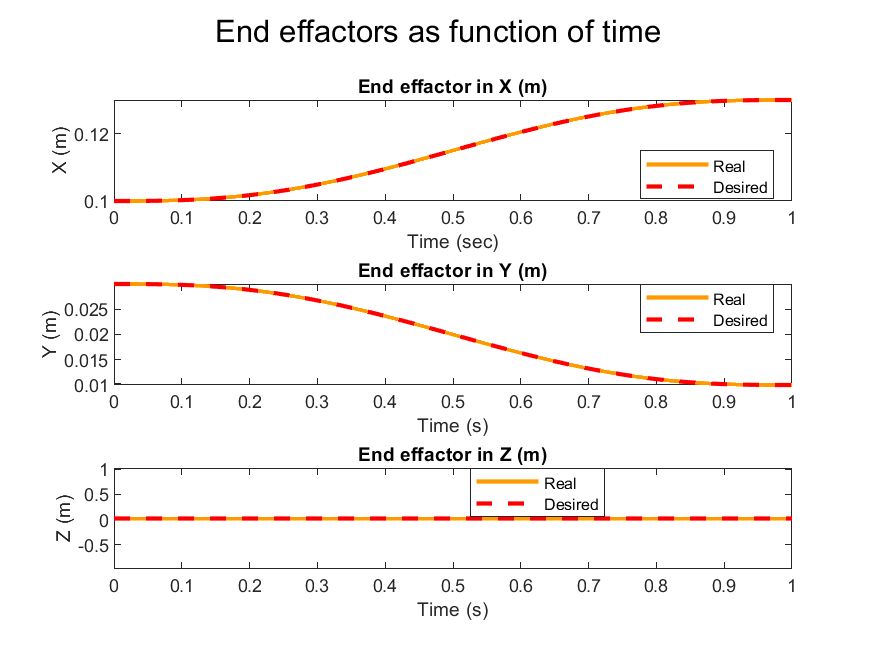 End effactors as function of time
End effactor in X (m)
X (m)
0.12
0.1
Real
Desired
0 0.1 0.2 0.3 0.4 0.5 0.6 0.7 0.8 0.9 1
Time (sec)
End effactor in Y (m)
Y (m)
0.025
0.02
0.015
0.01
Real
Desired
0 0.1 0.2 0.3 0.4 0.5 0.6 0.7 0.8 0.9 1
Time (s)
End effactor in Z (m)
Z (m)
1
0.5
0
-0.5
Real
Desired
0 0.1 0.2 0.3 0.4 0.5 0.6 0.7 0.8 0.9 1
Time (s)